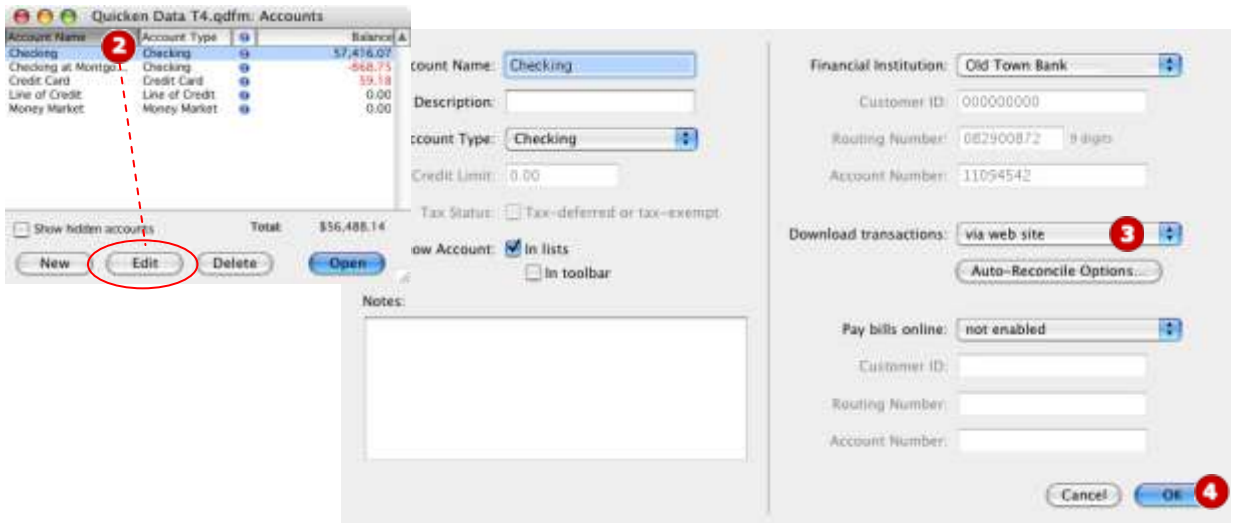 Quicken Data T4.qdfm: Accounts
Account Name Account Type Balance
2
Checking Checking 57,416.07
Checking at Montgo... Checking -868.75
Credit Card Credit Card 59.18
Line of Credit Line of Credit 0.00
Money Market Money Market 0.00
Show hidden accounts Total: $56,488.14
New Edit Delete Open
count Name: Checking
Description:
ccount Type: Checking
Credit Limit: 0.00
Tax Status: Tax-deferred or tax-exempt
ow Account: In lists
In toolbar
Notes:
Financial Institution: Old Town Bank
Customer ID: 000000000
Routing Number: 082900872 9 digits
Account Number: 11094542
Download transactions: via web site 3
Auto-Reconcile Options...
Pay bills online: not enabled
Customer ID:
Routing Number:
Account Number:
Cancel OK 4